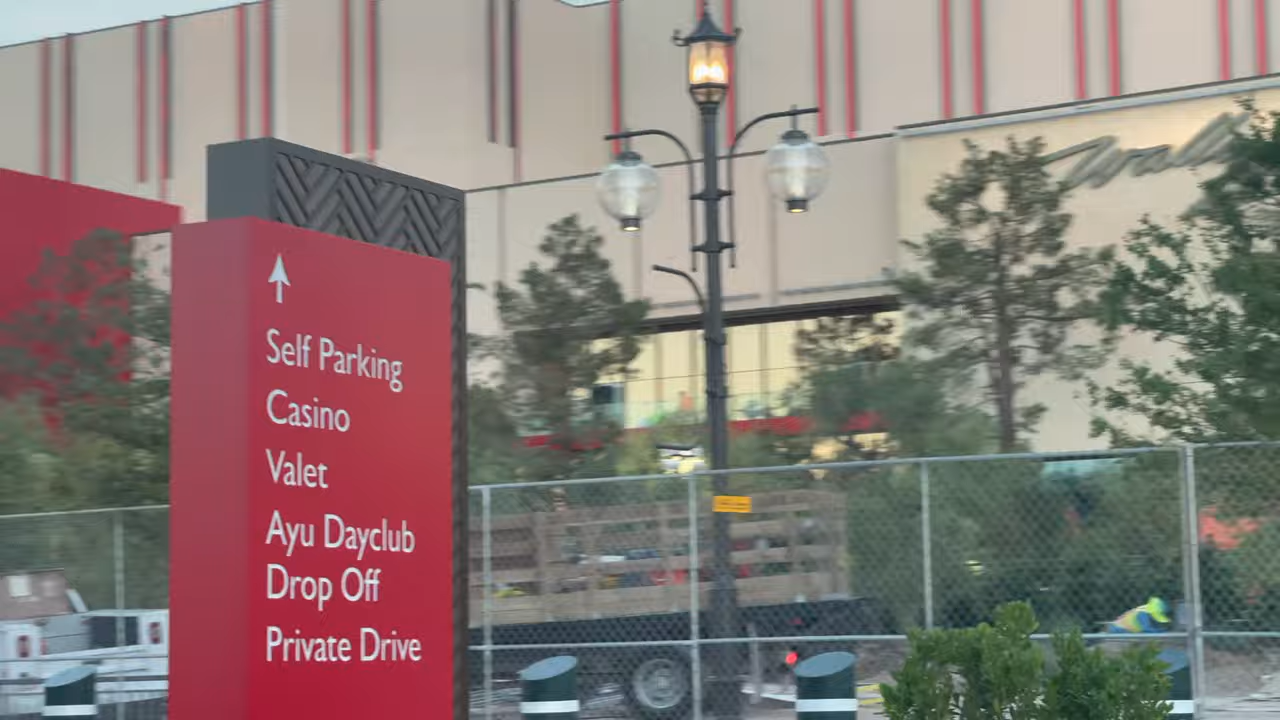 Self Parking
Casino
Valet
Ayu Dayclub
Drop Off
Private Drive